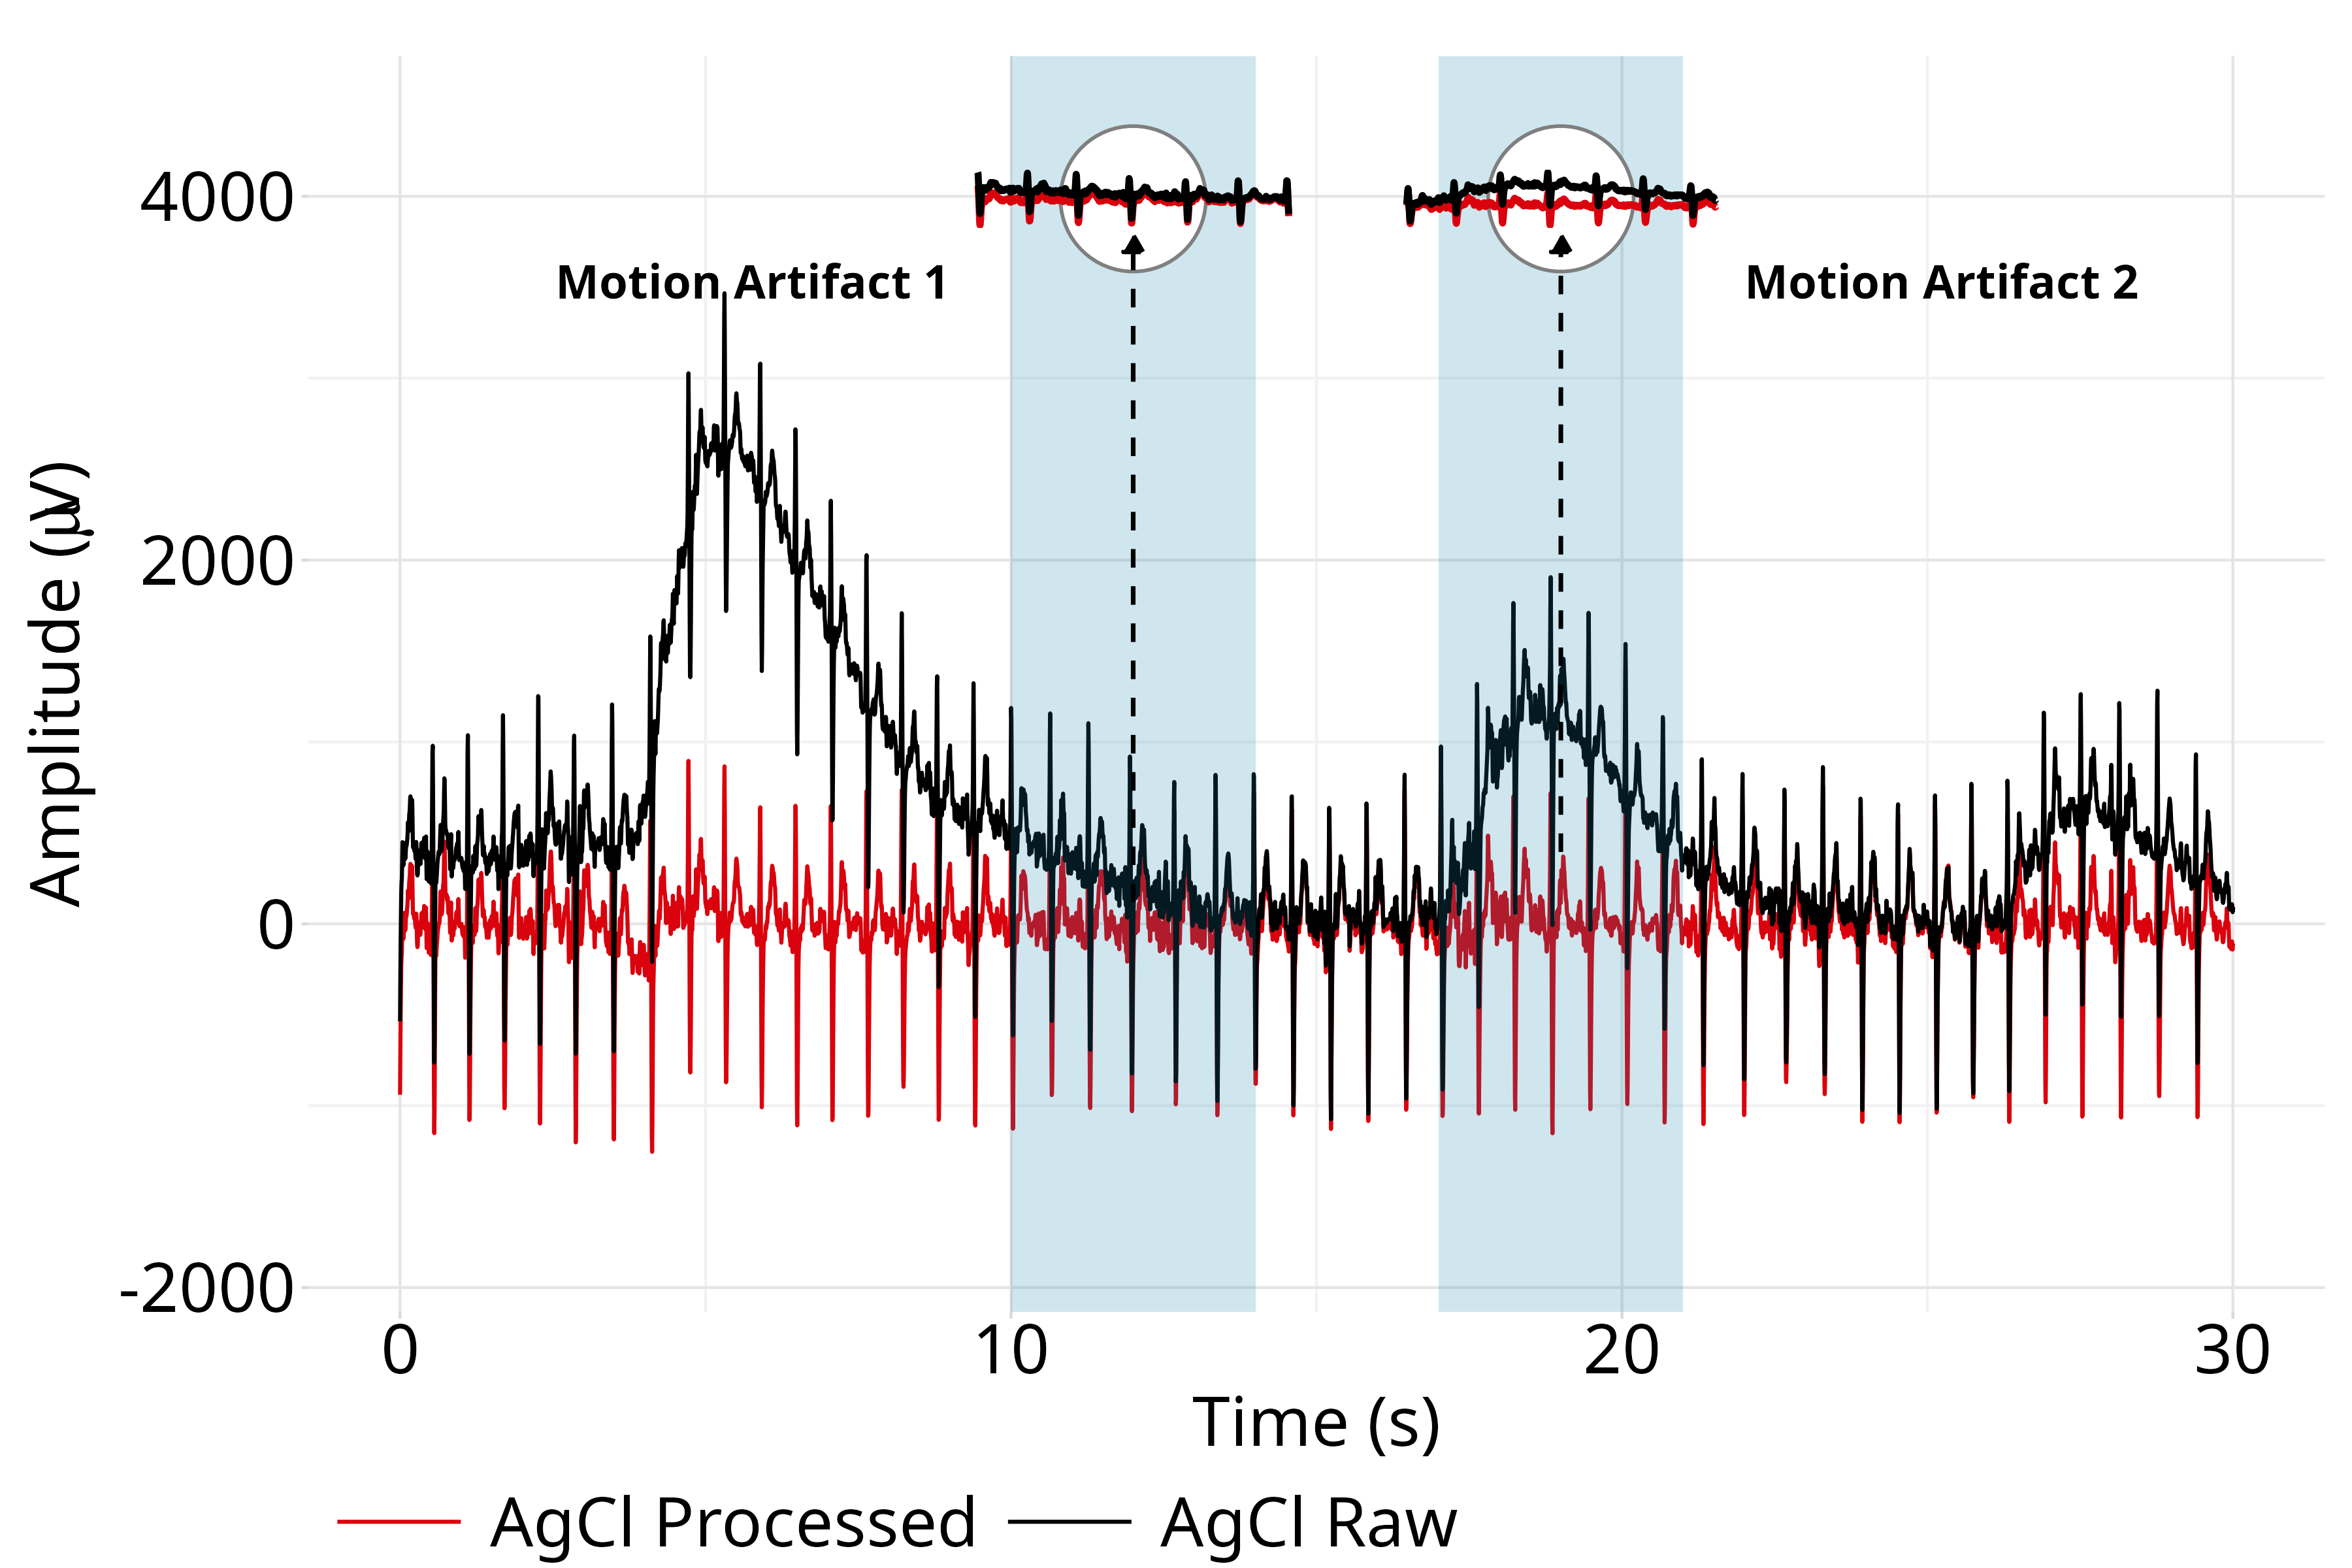 4000
Motion Artifact 1
Motion Artifact 2
2000
0
-2000
Amplitude (µV)
0 10 20 30
Time (s)
AgCl Processed AgCl Raw